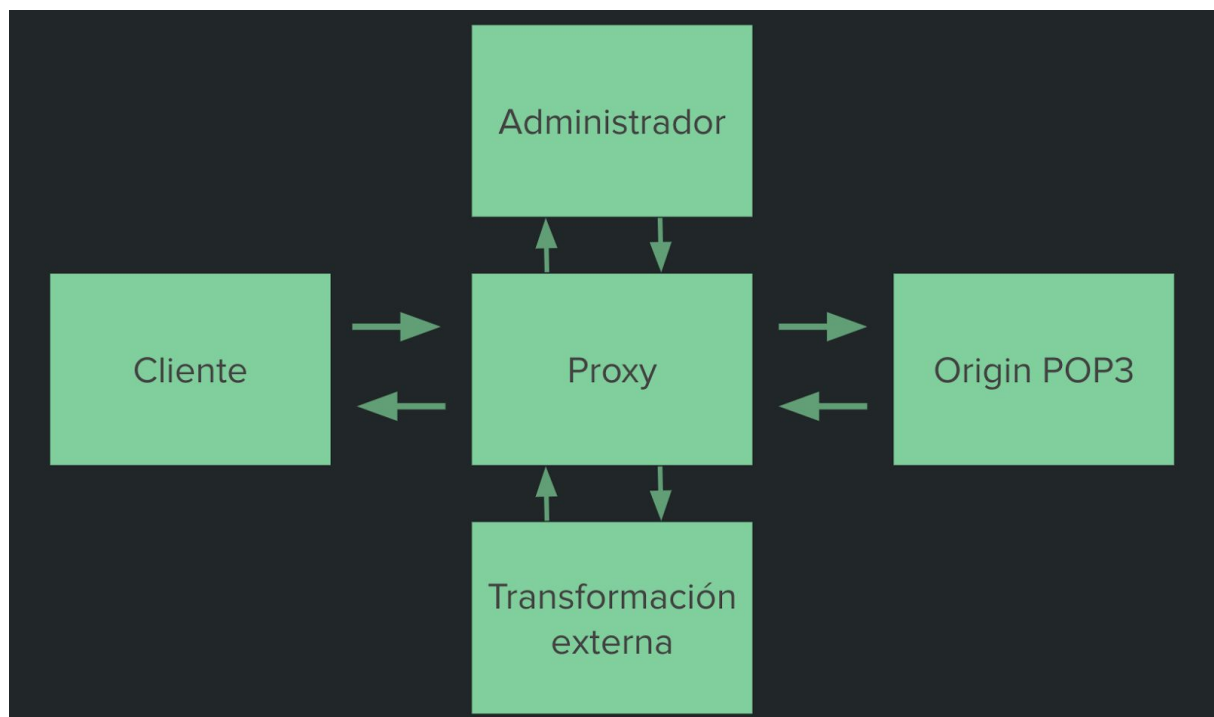 Administrador
Cliente
Proxy
Origin POP3
Transformación
externa